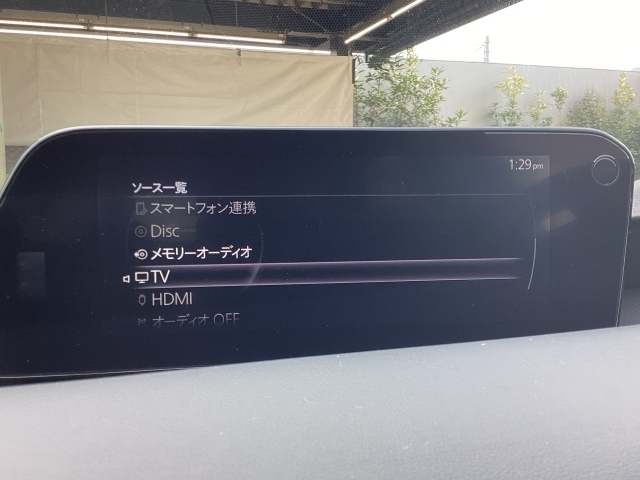 1:29pm
ソース一覧
スマートフォン連携
Disc
メモリーオーディオ
TV
HDMI
オーディオ OFF